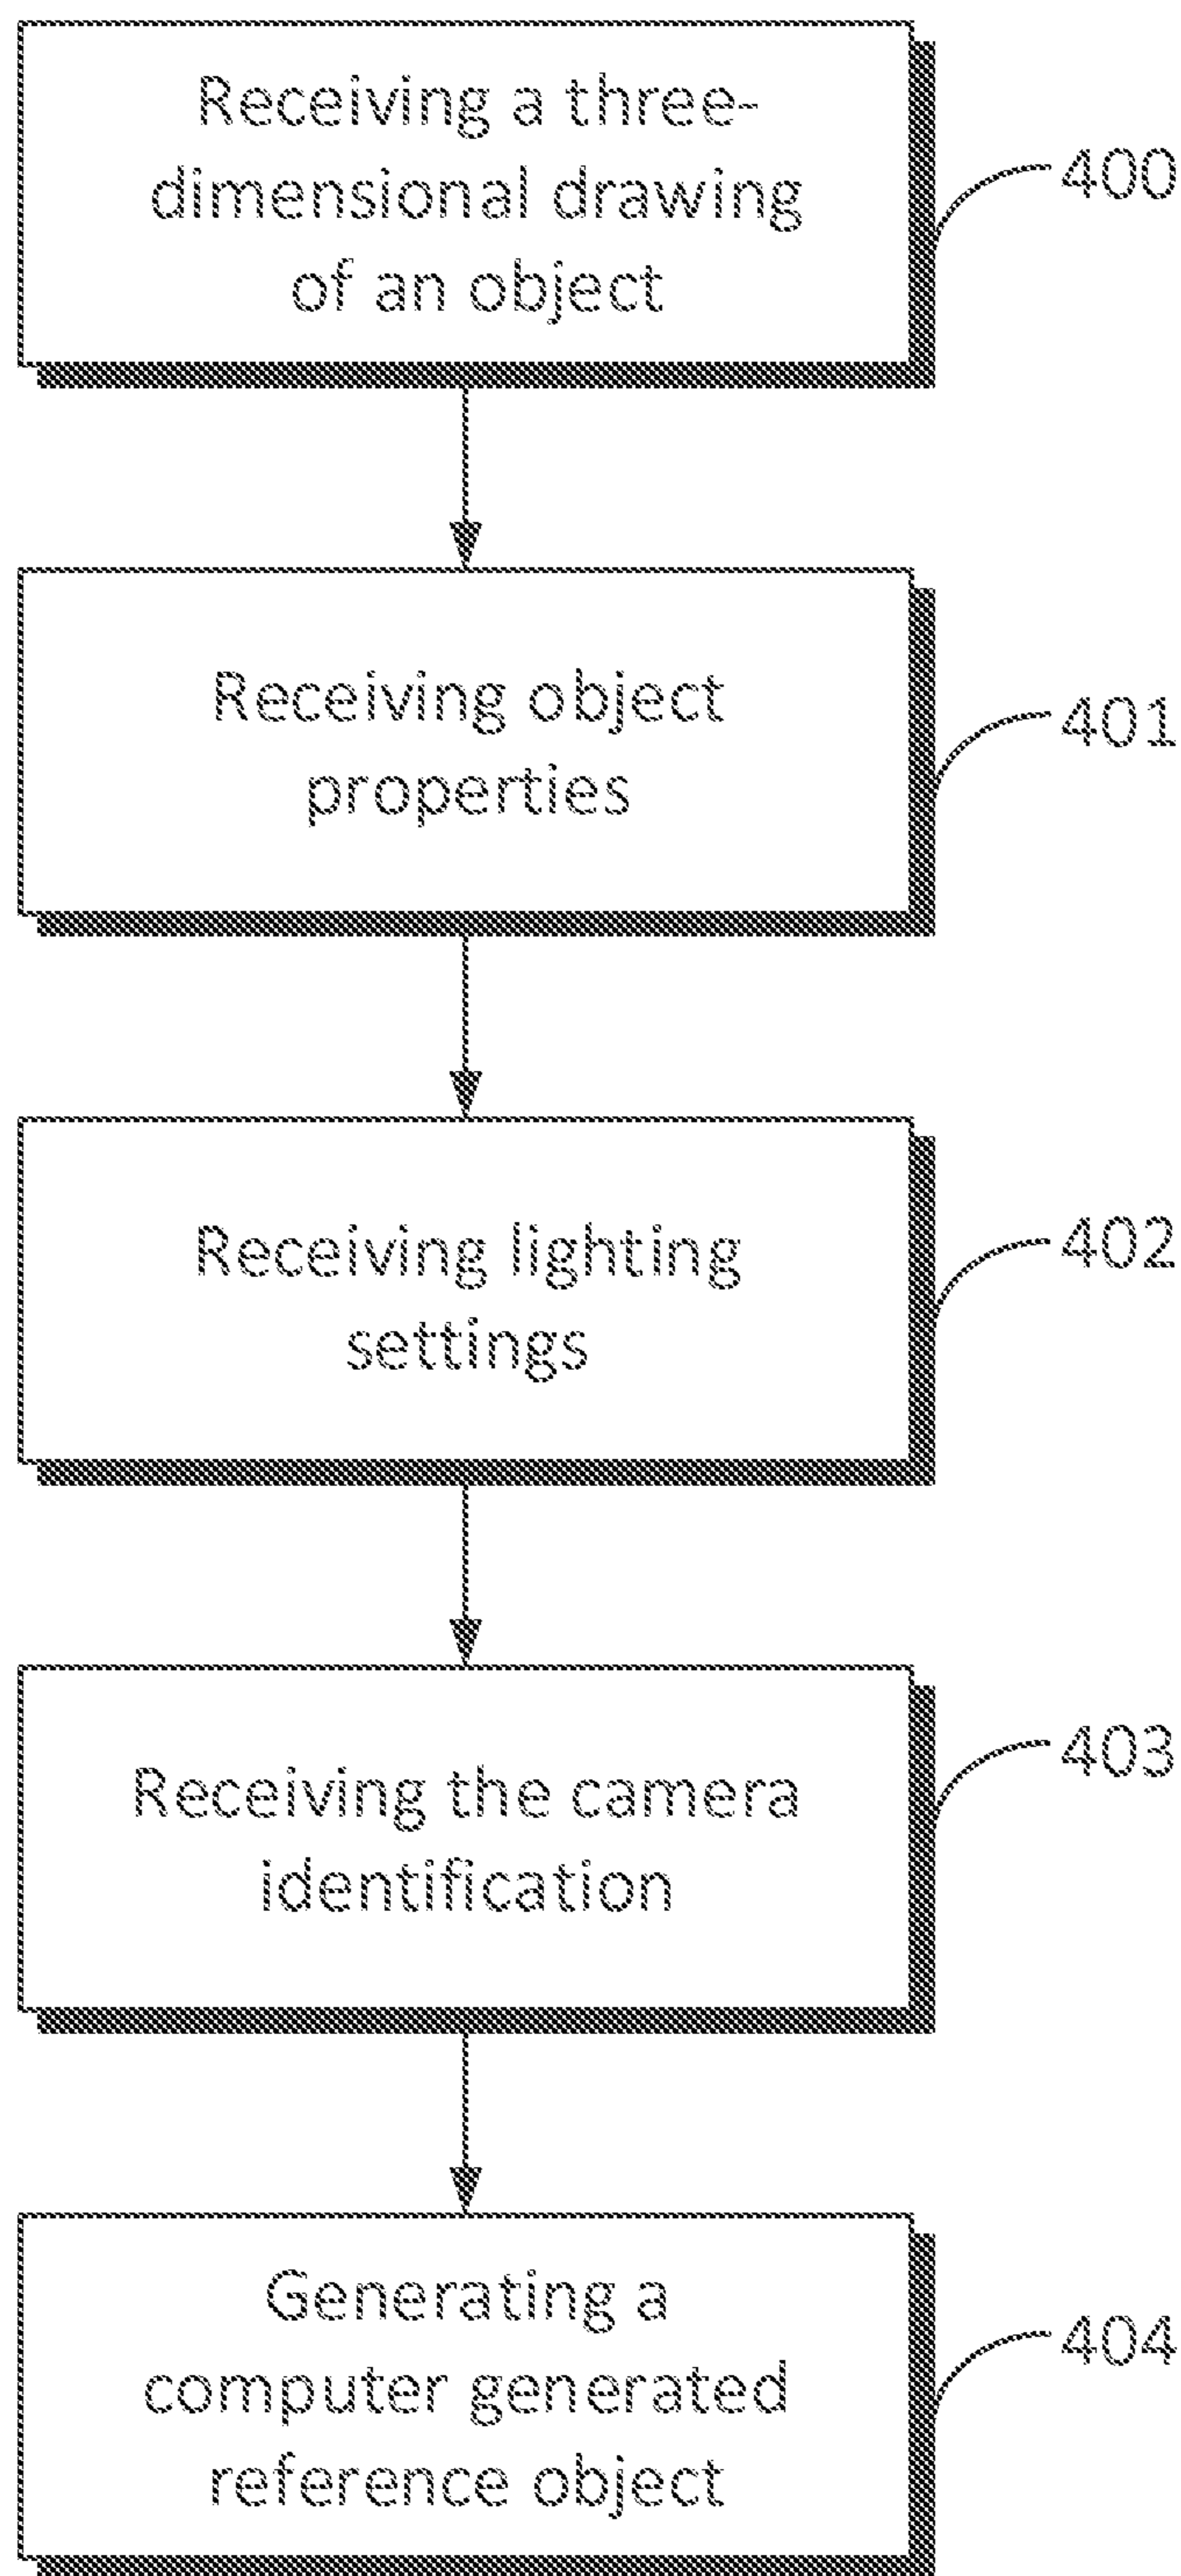 Receiving a three-
dimensional drawing
of an object
400
Receiving object
properties
401
Receiving lighting
settings
402
Receiving the camera
identification
403
Generating a
computer generated
reference object
404